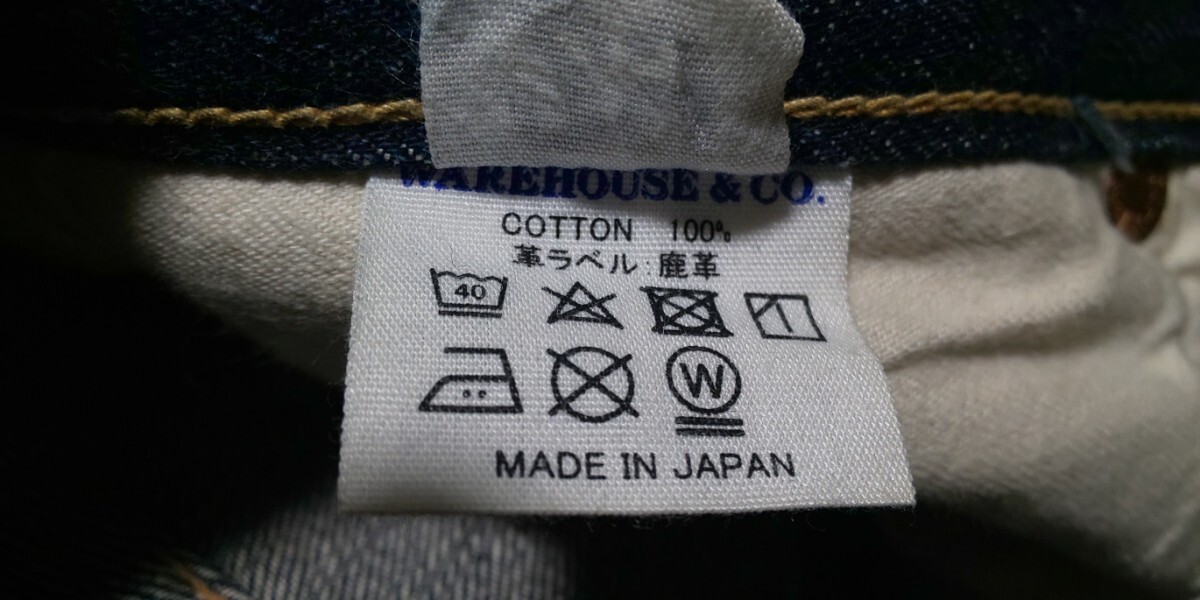 WAREHOUSE & CO.
COTTON 100%
革ラベル:鹿革
40
W
MADE IN JAPAN